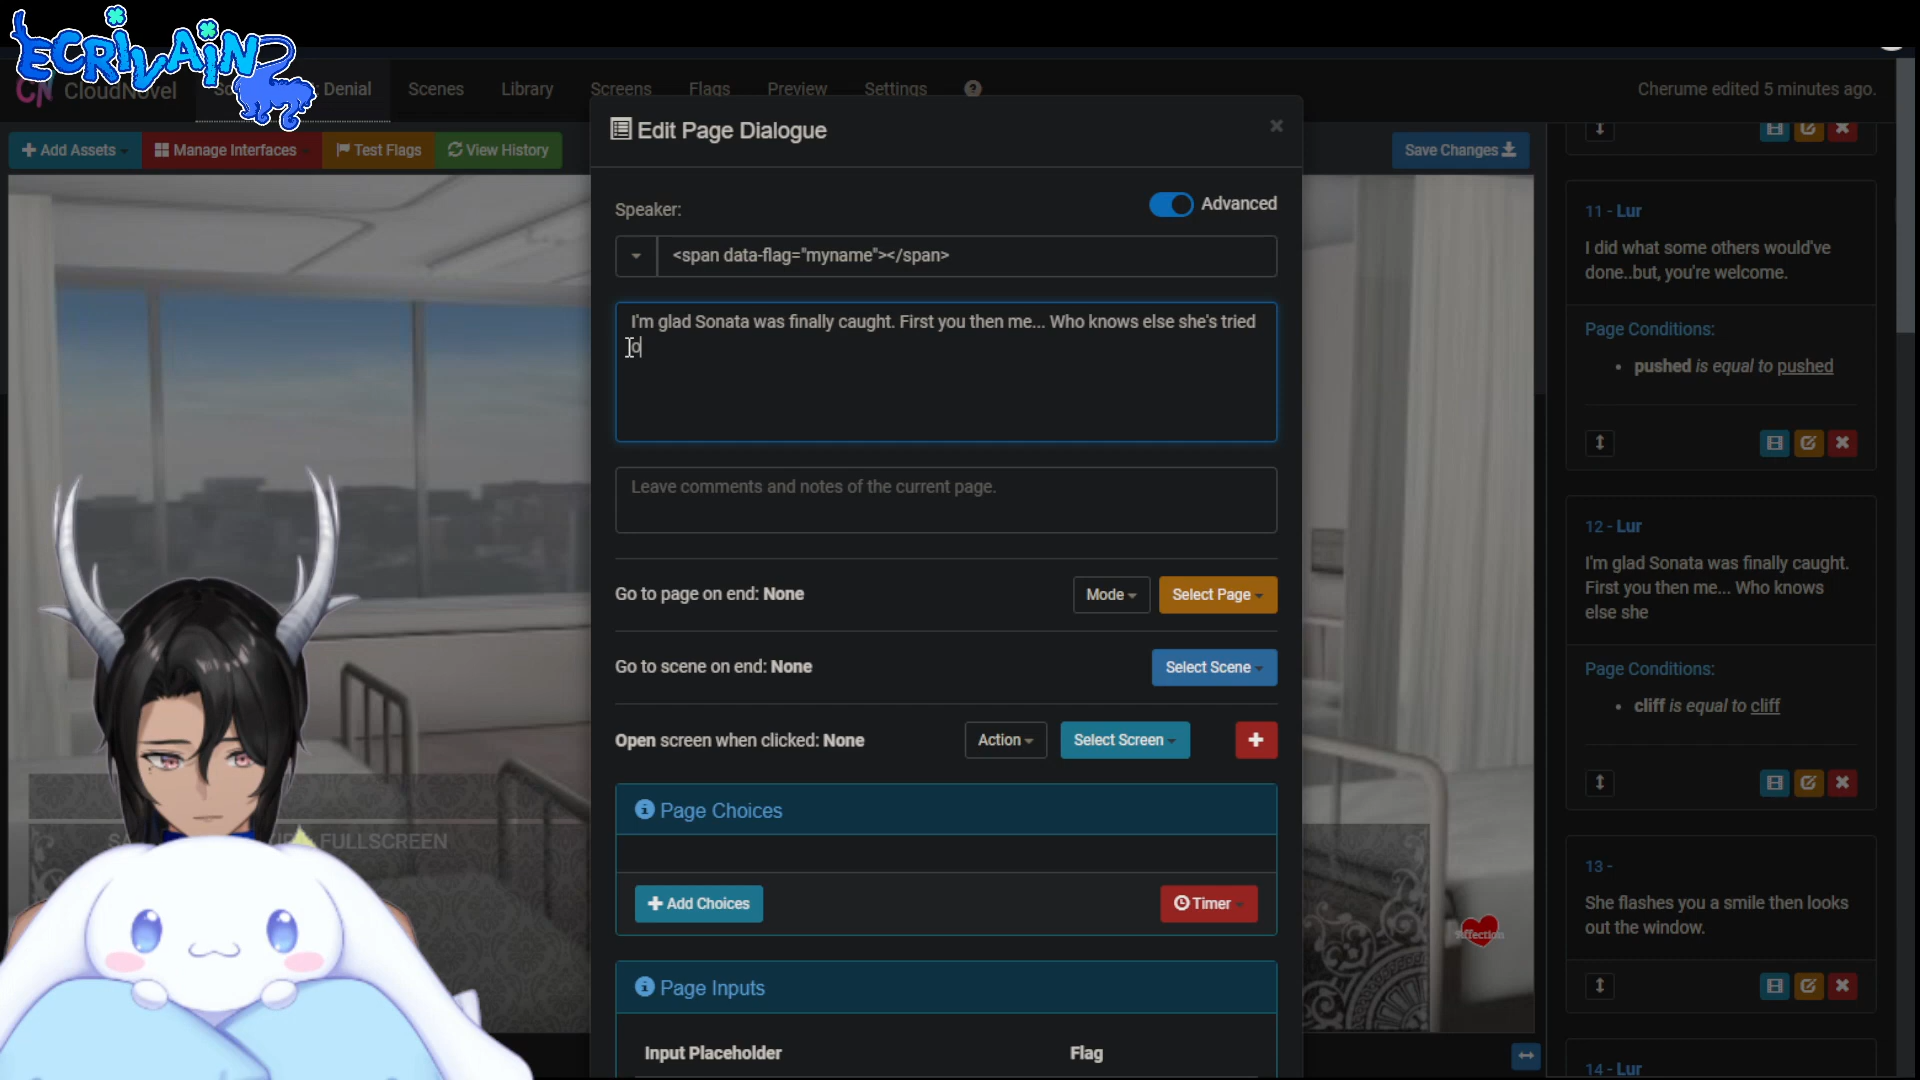 ECRIVAIN
CN CloudNovel
Denial
Scenes
Library
Screens
Flags
Preview
Settings
Cherume edited 5 minutes ago.
Add Assets
Manage Interfaces
Test Flags
View History
Save Changes
Edit Page Dialogue
×
Speaker:
Advanced
<span data-flag="myname"></span>
I'm glad Sonata was finally caught. First you then me... Who knows else she's tried
Leave comments and notes of the current page.
Go to page on end: None
Mode
Select Page
Go to scene on end: None
Select Scene
Open screen when clicked: None
Action
Select Screen
Page Choices
Add Choices
Timer
Page Inputs
Input Placeholder
Flag
FULLSCREEN
Affection
11 - Lur
I did what some others would've
done..but, you're welcome.
Page Conditions:
• pushed is equal to pushed
12 - Lur
I'm glad Sonata was finally caught.
First you then me... Who knows
else she
Page Conditions:
• cliff is equal to cliff
13 -
She flashes you a smile then looks
out the window.
14 - Lur